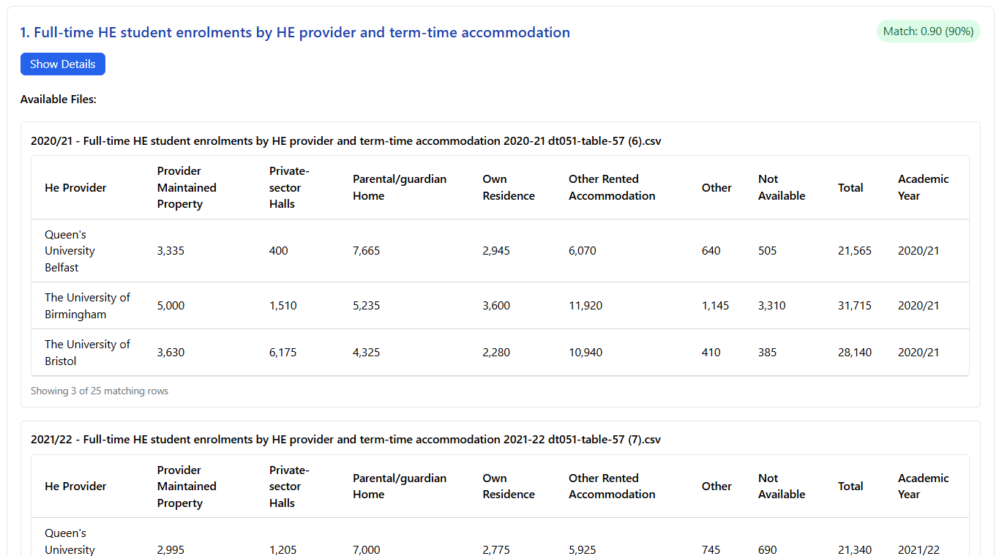 1. Full-time HE student enrolments by HE provider and term-time accommodation
Match: 0.90 (90%)
Show Details
Available Files:
2020/21 - Full-time HE student enrolments by HE provider and term-time accommodation 2020-21 dt051-table-57 (6).csv
He Provider Provider Maintained Property Private-sector Halls Parental/guardian Home Own Residence Other Rented Accommodation Other Not Available Total Academic Year
Queen's University Belfast 3,335 400 7,665 2,945 6,070 640 505 21,565 2020/21
The University of Birmingham 5,000 1,510 5,235 3,600 11,920 1,145 3,310 31,715 2020/21
The University of Bristol 3,630 6,175 4,325 2,280 10,940 410 385 28,140 2020/21
Showing 3 of 25 matching rows
2021/22 - Full-time HE student enrolments by HE provider and term-time accommodation 2021-22 dt051-table-57 (7).csv
He Provider Provider Maintained Property Private-sector Halls Parental/guardian Home Own Residence Other Rented Accommodation Other Not Available Total Academic Year
Queen's University 2,995 1,205 7,000 2,775 5,925 745 690 21,340 2021/22